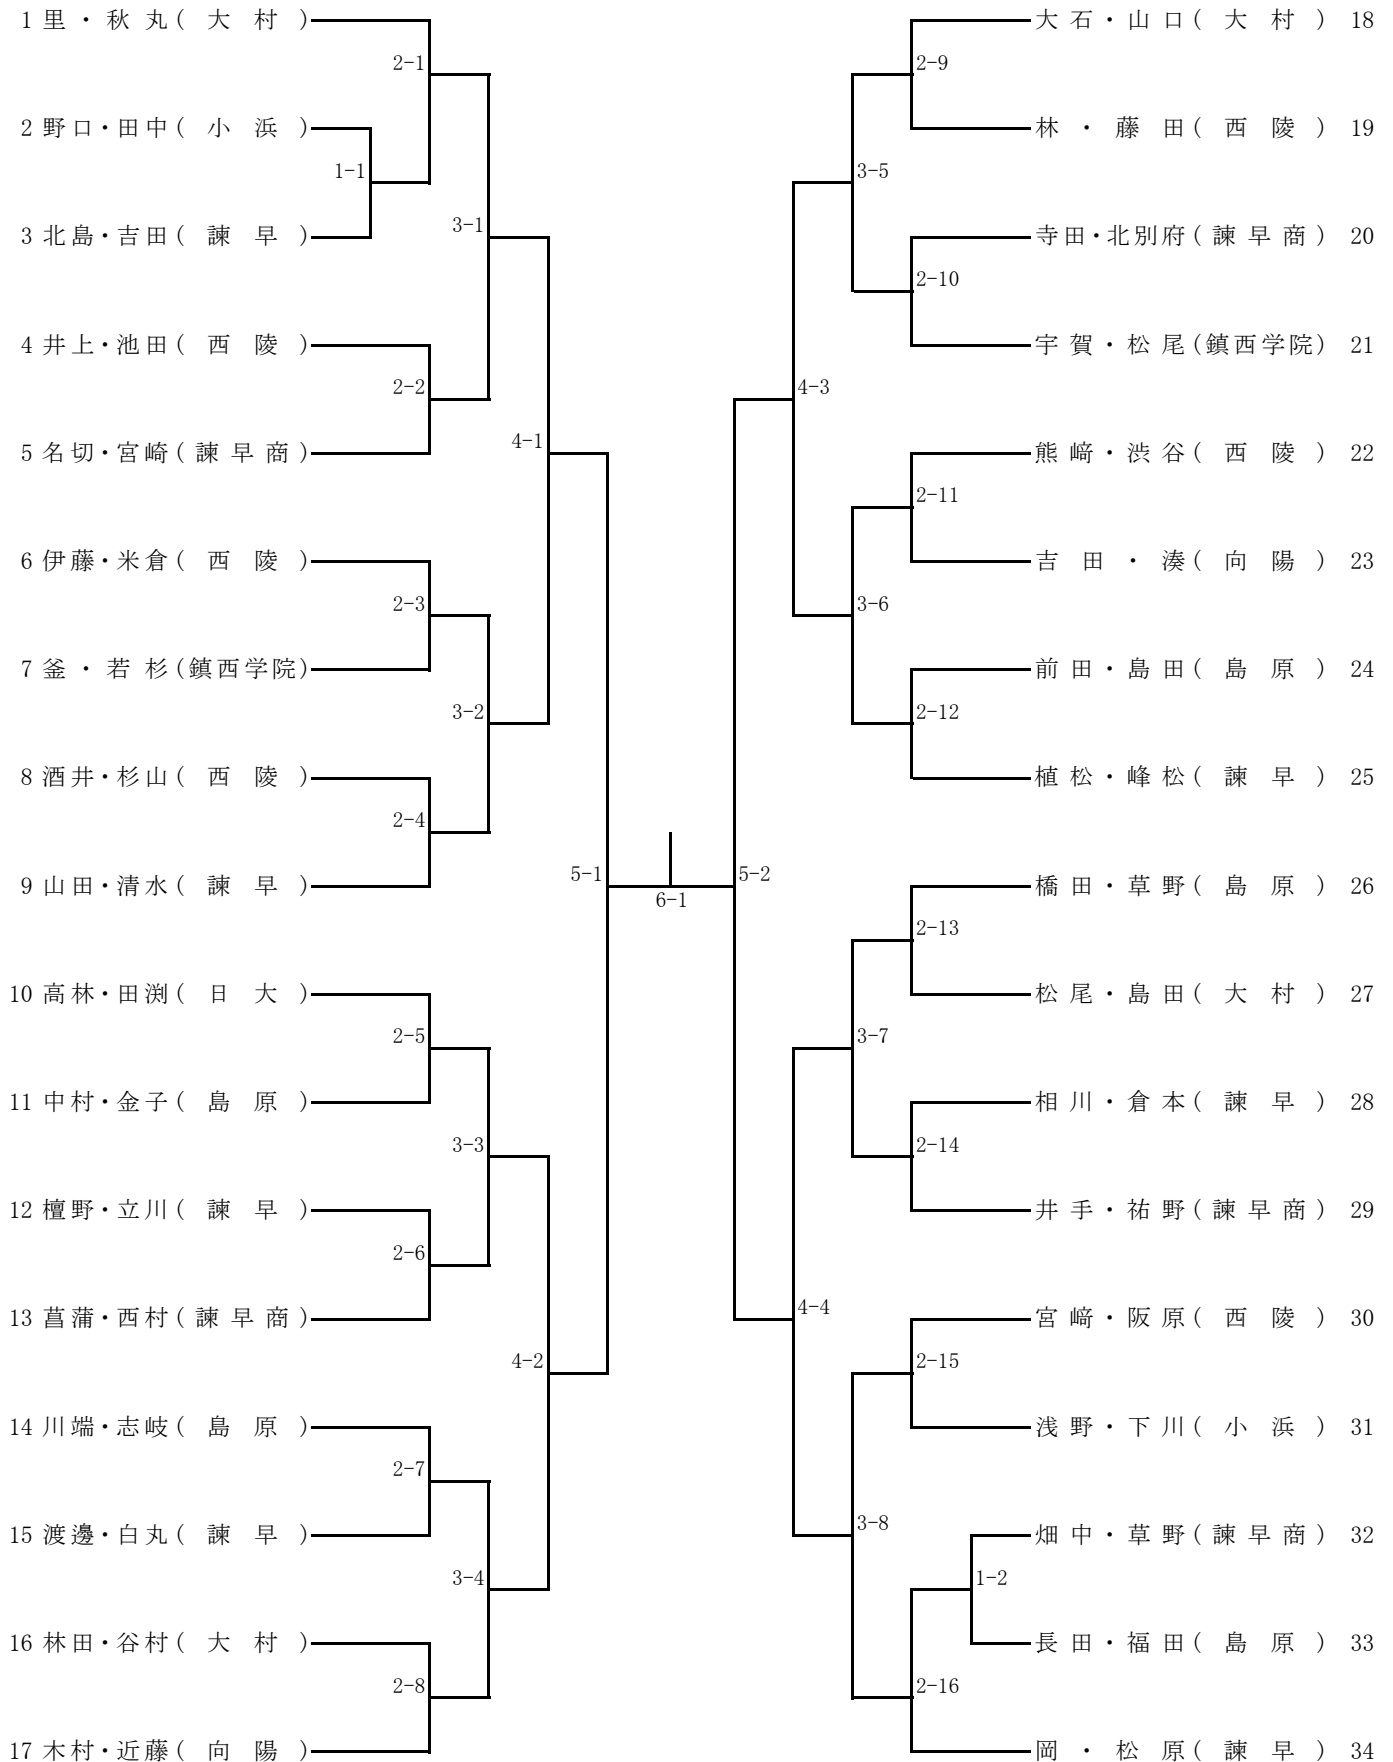 1 里・秋丸(大村)
2-1
2 野口・田中(小浜)
1-1
3 北島・吉田(諫早)
3-1
4 井上・池田(西陵)
2-2
5 名切・宮崎(諫早商)
4-1
6 伊藤・米倉(西陵)
2-3
7 釜・若杉(鎮西学院)
3-2
8 酒井・杉山(西陵)
2-4
9 山田・清水(諫早)
5-1
10 高林・田渕(日大)
2-5
11 中村・金子(島原)
3-3
12 檀野・立川(諫早)
2-6
13 菖蒲・西村(諫早商)
4-2
14 川端・志岐(島原)
2-7
15 渡邊・白丸(諫早)
3-4
16 林田・谷村(大村)
2-8
17 木村・近藤(向陽)
6-1
大石・山口(大村) 18
2-9
林・藤田(西陵) 19
3-5
寺田・北別府(諫早商) 20
2-10
宇賀・松尾(鎮西学院) 21
4-3
熊﨑・渋谷(西陵) 22
2-11
吉田・湊(向陽) 23
3-6
前田・島田(島原) 24
2-12
植松・峰松(諫早) 25
5-2
橋田・草野(島原) 26
2-13
松尾・島田(大村) 27
3-7
相川・倉本(諫早) 28
2-14
井手・祐野(諫早商) 29
4-4
宮﨑・阪原(西陵) 30
2-15
浅野・下川(小浜) 31
3-8
畑中・草野(諫早商) 32
1-2
長田・福田(島原) 33
2-16
岡・松原(諫早) 34